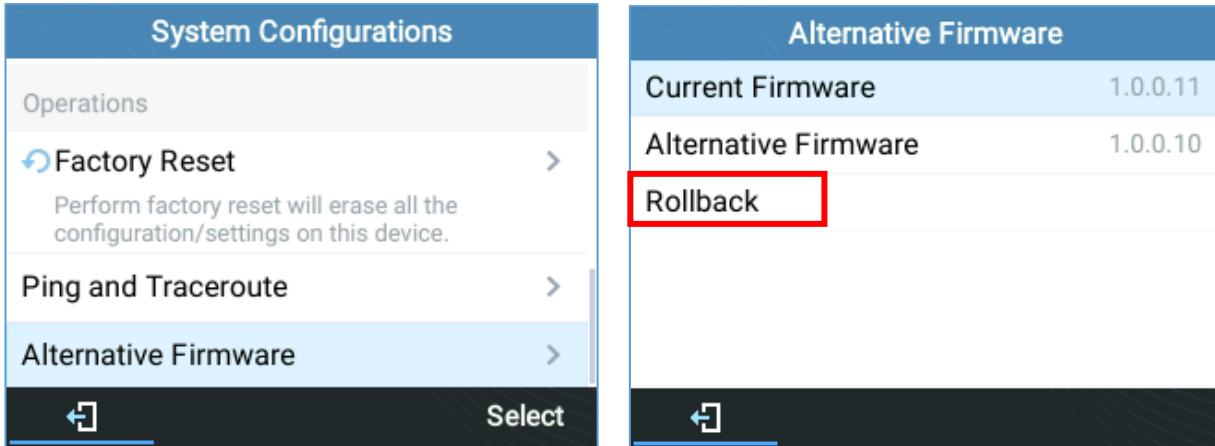 System Configurations
Operations
Factory Reset
Perform factory reset will erase all the
configuration/settings on this device.
Ping and Traceroute
Alternative Firmware
Select
Alternative Firmware
Current Firmware 1.0.0.11
Alternative Firmware 1.0.0.10
Rollback